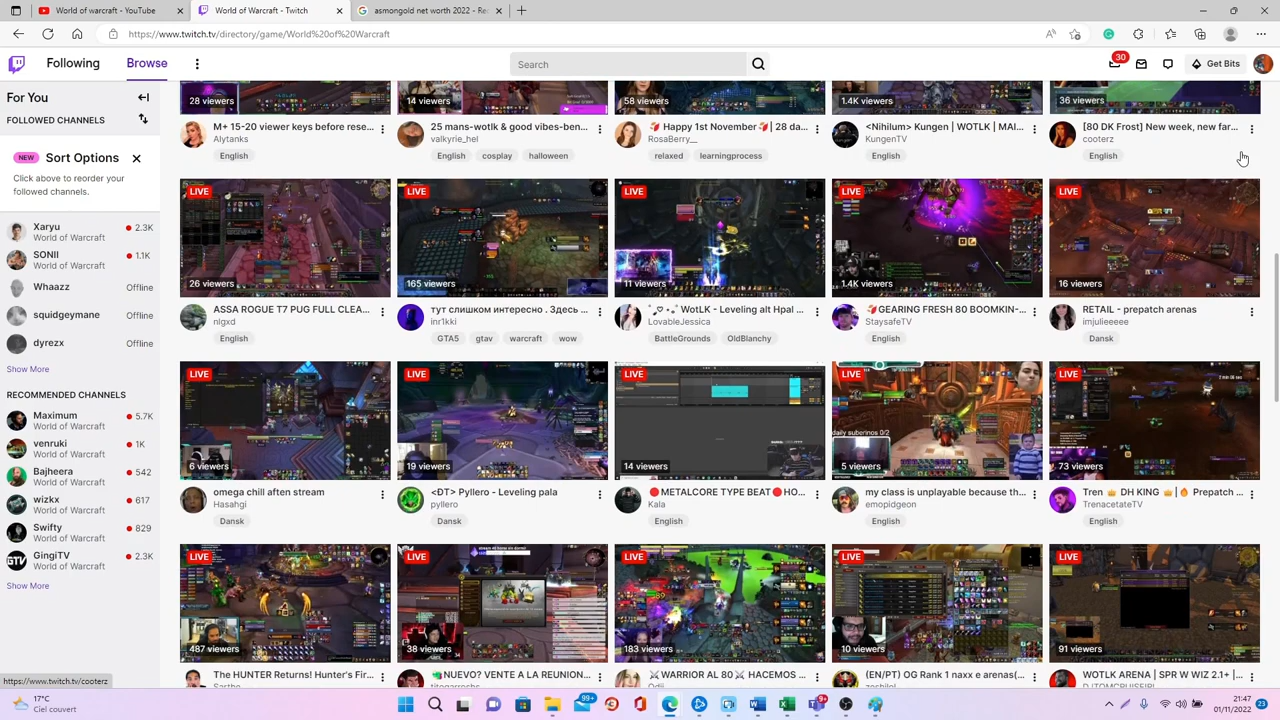 World of warcraft - YouTube
World of Warcraft - Twitch
asmongold net worth 2022 - Rec
https://www.twitch.tv/directory/game/World%20of%20Warcraft
Following
Browse
Search
30
Get Bits
For You
FOLLOWED CHANNELS
NEW
Sort Options
Click above to reorder your
followed channels.
Xaryu
2.3K
World of Warcraft
SONII
1.1K
World of Warcraft
Whaazz
Offline
squidgeymane
Offline
dyrezx
Offline
Show More
RECOMMENDED CHANNELS
Maximum
5.7K
World of Warcraft
venruki
1K
World of Warcraft
Bajheera
542
World of Warcraft
wizkx
617
World of Warcraft
Swifty
829
World of Warcraft
GingiTV
2.3K
World of Warcraft
Show More
28 viewers
14 viewers
58 viewers
1.4K viewers
36 viewers
M+ 15-20 viewer keys before rese...
Alytanks
English
25 mans-wotlk & good vibes-ben...
valkyrie_hel
English cosplay halloween
Happy 1st November | 28 da...
RosaBerry__
relaxed learningprocess
<Nihilum> Kungen | WOTLK | MAI...
KungenTV
English
[80 DK Frost] New week, new far...
cooterz
English
LIVE
26 viewers
LIVE
165 viewers
LIVE
11 viewers
LIVE
1.4K viewers
LIVE
16 viewers
ASSA ROGUE T7 PUG FULL CLEA...
nlgxd
English
тут слишком интересно . Здесь ...
inr1kki
GTA5 gtav warcraft wow
WotLK - Leveling alt Hpal ...
LovableJessica
BattleGrounds OldBlanchy
GEARING FRESH 80 BOOMKIN-...
StaysafeTV
English
RETAIL - prepatch arenas
imjulieeeee
Dansk
LIVE
6 viewers
LIVE
19 viewers
LIVE
14 viewers
LIVE
daily suberinos 0/2
5 viewers
LIVE
73 viewers
omega chill aften stream
Hasaghi
Dansk
<ĐT> Pyllero - Leveling pala
pyllero
Dansk
METALCORE TYPE BEAT HO...
Kala
English
my class is unplayable because th...
emopidgeon
English
Tren DH KING | Prepatch ...
TrenacetateTV
English
LIVE
487 viewers
LIVE
38 viewers
LIVE
183 viewers
LIVE
10 viewers
LIVE
91 viewers
The HUNTER Returns! Hunter's Fir...
NUEVO? VENTE A LA REUNION...
WARRIOR AL 80 HACEMOS ...
(EN/PT) OG Rank 1 naxx e arenas(...
WOTLK ARENA | SPR W WIZ 2.1+ |...
https://www.twitch.tv/cooterz
17°C
Ciel couvert
99+
9+
21:47
01/11/2022
23